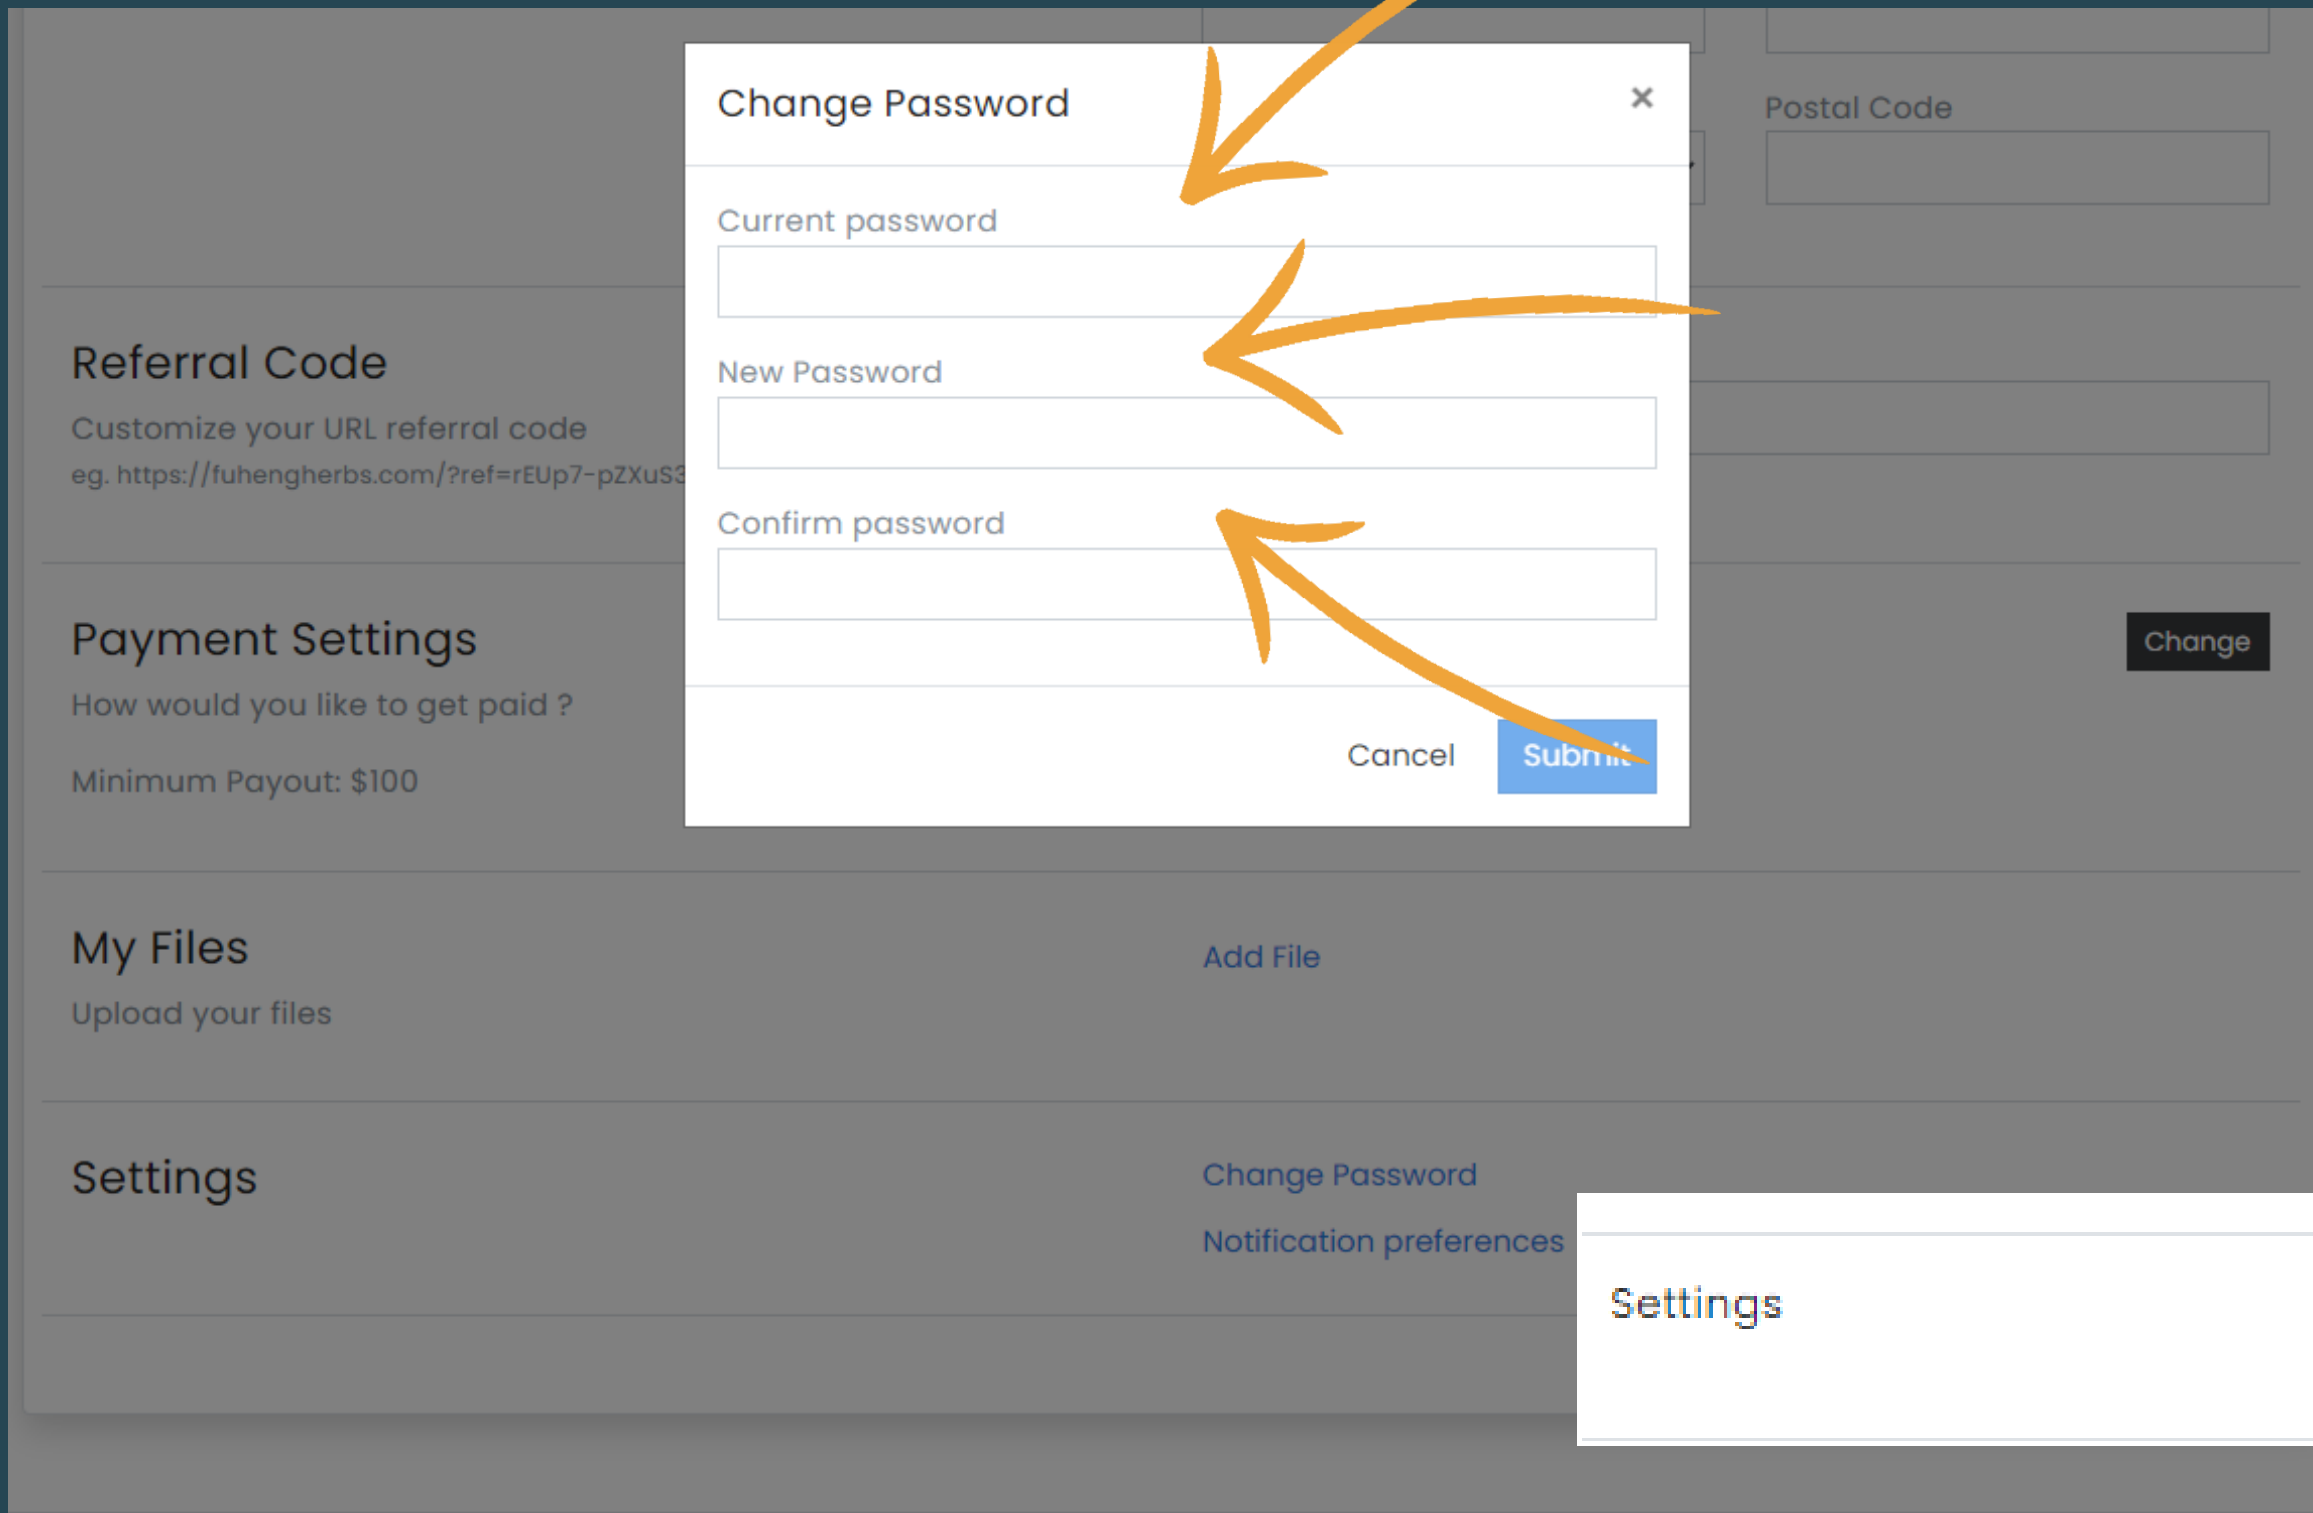 Change Password
×
Postal Code
Current password
Referral Code
New Password
Customize your URL referral code
eg. https://fuhengherbs.com/?ref=rEUp7-pZXuS3
Confirm password
Payment Settings
Change
How would you like to get paid ?
Cancel
Submit
Minimum Payout: $100
My Files
Add File
Upload your files
Settings
Change Password
Notification preferences
Settings